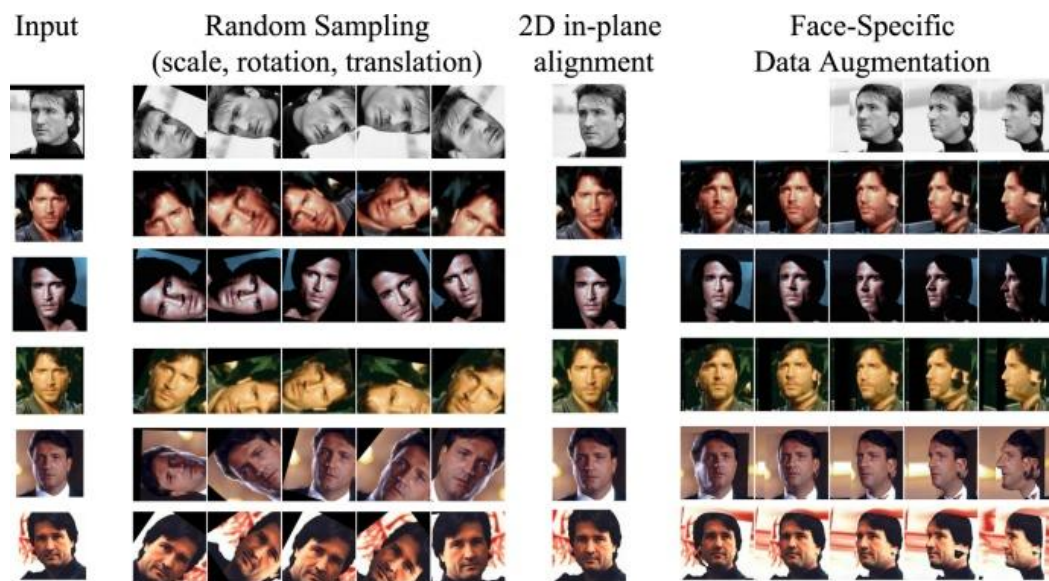 Input
Random Sampling
(scale, rotation, translation)
2D in-plane
alignment
Face-Specific
Data Augmentation